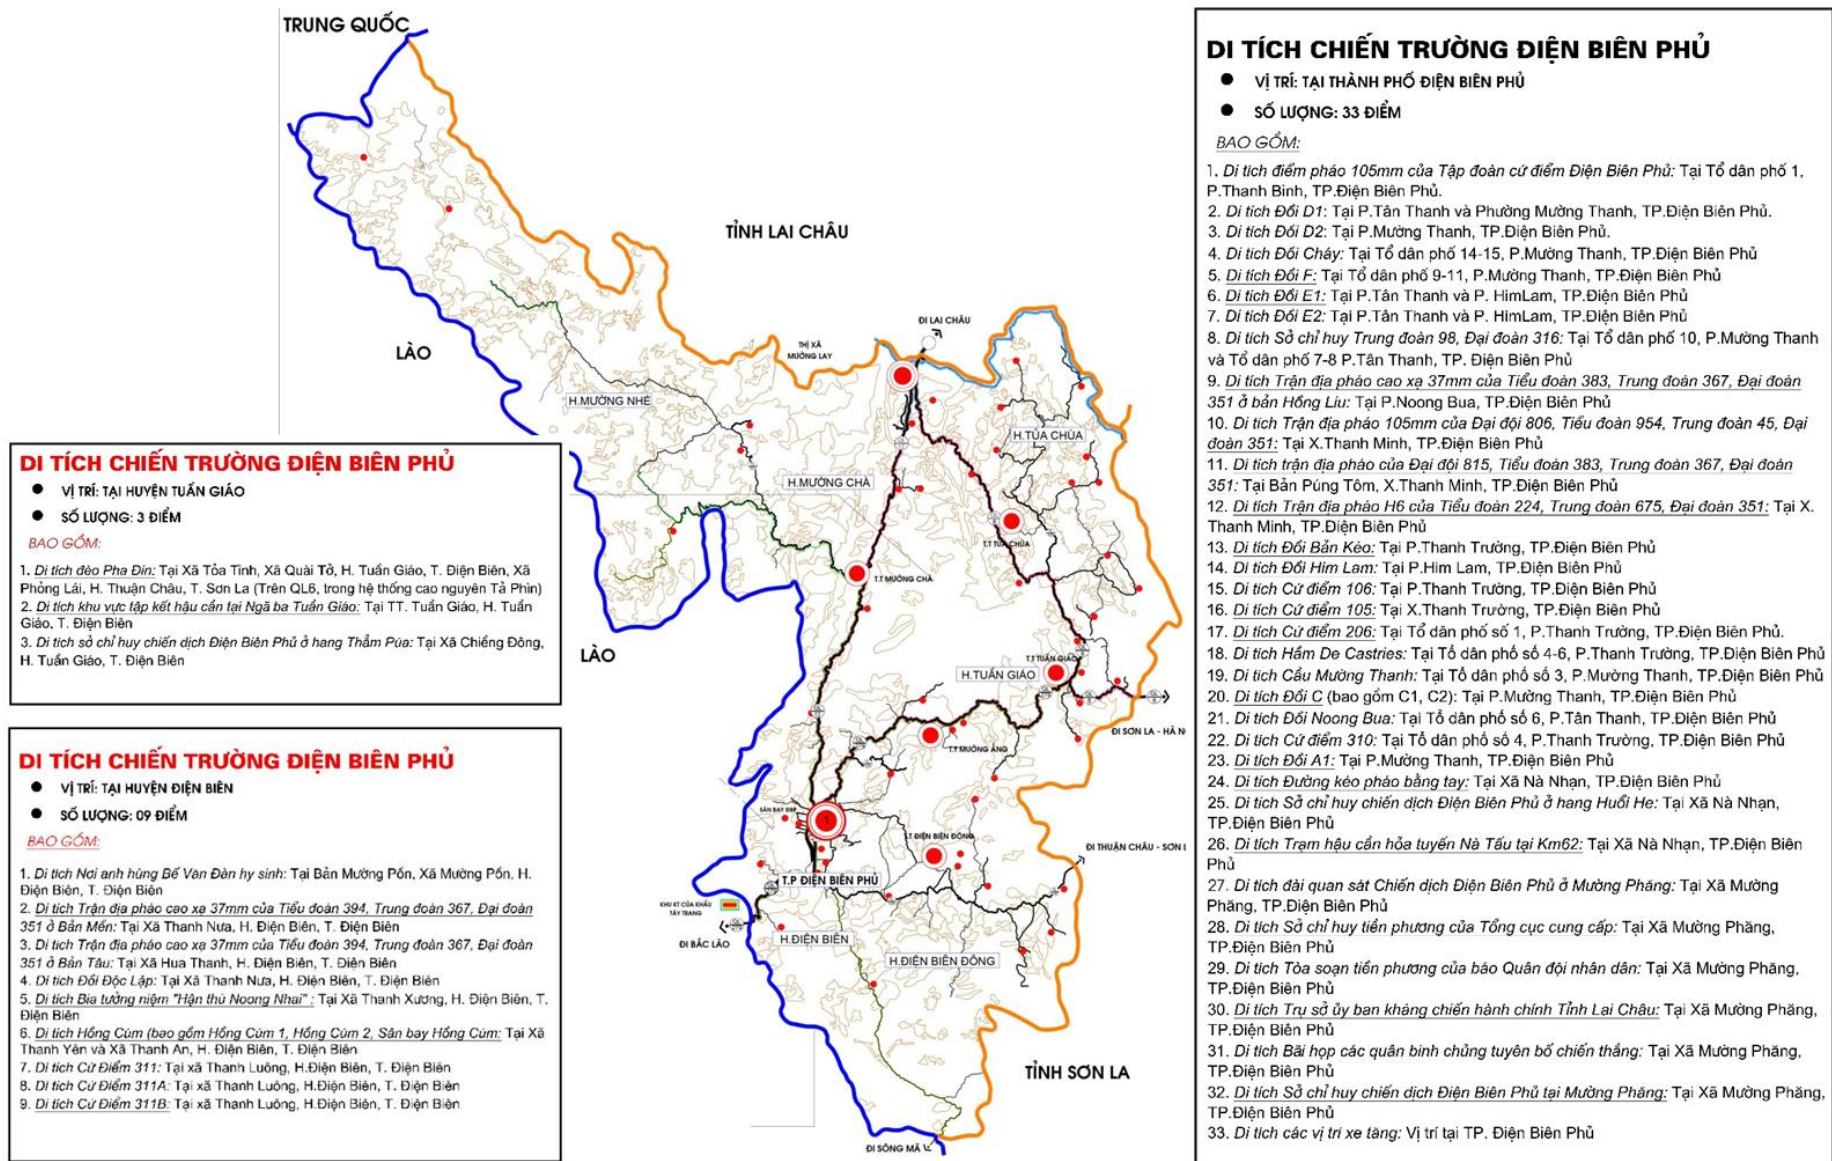 TRUNG QUỐC
TỈNH LAI CHÂU
LÀO
ĐI LAI CHÂU
THỊ XÃ
MƯỜNG LAY
H.MƯỜNG NHÉ
H.TỦA CHÙA
H.MƯỜNG CHÀ
T.T TỦA CHÙA
T.T MƯỜNG CHÀ
LÀO
T.T TUẦN GIÁO
H.TUẦN GIÁO
ĐI SƠN LA - HÀ N
T.T MƯỜNG ẢNG
SÂN BAY ĐBP
1
T.T ĐIỆN BIÊN ĐÔNG
ĐI THUẬN CHÂU - SƠN L
T.P ĐIỆN BIÊN PHỦ
KHU KT CỬA KHẨU
TÂY TRANG
ĐI BẮC LÀO
H.ĐIỆN BIÊN
H.ĐIỆN BIÊN ĐÔNG
TỈNH SƠN LA
ĐI SÔNG MÃ
DI TÍCH CHIẾN TRƯỜNG ĐIỆN BIÊN PHỦ
● VỊ TRÍ: TẠI HUYỆN TUẦN GIÁO
● SỐ LƯỢNG: 3 ĐIỂM
BAO GỒM:
1. Di tích đèo Pha Đin: Tại Xã Tỏa Tình, Xã Quài Tở, H. Tuần Giáo, T. Điện Biên, Xã
Phỏng Lái, H. Thuận Châu, T. Sơn La (Trên QL6, trong hệ thống cao nguyên Tả Phìn)
2. Di tích khu vực tập kết hậu cần tại Ngã ba Tuần Giáo: Tại TT. Tuần Giáo, H. Tuần
Giáo, T. Điện Biên
3. Di tích sở chỉ huy chiến dịch Điện Biên Phủ ở hang Thẩm Púa: Tại Xã Chiềng Đông,
H. Tuần Giáo, T. Điện Biên
DI TÍCH CHIẾN TRƯỜNG ĐIỆN BIÊN PHỦ
● VỊ TRÍ: TẠI HUYỆN ĐIỆN BIÊN
● SỐ LƯỢNG: 09 ĐIỂM
BAO GỒM:
1. Di tích Nơi anh hùng Bế Văn Đàn hy sinh: Tại Bản Mường Pồn, Xã Mường Pồn, H.
Điện Biên, T. Điện Biên
2. Di tích Trận địa pháo cao xạ 37mm của Tiểu đoàn 394, Trung đoàn 367, Đại đoàn
351 ở Bản Mển: Tại Xã Thanh Nưa, H. Điện Biên, T. Điện Biên
3. Di tích Trận địa pháo cao xạ 37mm của Tiểu đoàn 394, Trung đoàn 367, Đại đoàn
351 ở Bản Tâu: Tại Xã Hua Thanh, H. Điện Biên, T. Điện Biên
4. Di tích Đồi Độc Lập: Tại Xã Thanh Nưa, H. Điện Biên, T. Điện Biên
5. Di tích Bia tưởng niệm "Hận thù Noong Nhai" : Tại Xã Thanh Xương, H. Điện Biên, T.
Điện Biên
6. Di tích Hồng Cúm (bao gồm Hồng Cúm 1, Hồng Cúm 2, Sân bay Hồng Cúm: Tại Xã
Thanh Yên và Xã Thanh An, H. Điện Biên, T. Điện Biên
7. Di tích Cứ Điểm 311: Tại xã Thanh Luông, H.Điện Biên, T. Điện Biên
8. Di tích Cứ Điểm 311A: Tại xã Thanh Luông, H.Điện Biên, T. Điện Biên
9. Di tích Cứ Điểm 311B: Tại xã Thanh Luông, H.Điện Biên, T. Điện Biên
DI TÍCH CHIẾN TRƯỜNG ĐIỆN BIÊN PHỦ
● VỊ TRÍ: TẠI THÀNH PHỐ ĐIỆN BIÊN PHỦ
● SỐ LƯỢNG: 33 ĐIỂM
BAO GỒM:
1. Di tích điểm pháo 105mm của Tập đoàn cứ điểm Điện Biên Phủ: Tại Tổ dân phố 1,
P.Thanh Bình, TP.Điện Biên Phủ.
2. Di tích Đồi D1: Tại P.Tân Thanh và Phường Mường Thanh, TP.Điện Biên Phủ.
3. Di tích Đồi D2: Tại P.Mường Thanh, TP.Điện Biên Phủ.
4. Di tích Đồi Cháy: Tại Tổ dân phố 14-15, P.Mường Thanh, TP.Điện Biên Phủ
5. Di tích Đồi F: Tại Tổ dân phố 9-11, P.Mường Thanh, TP.Điện Biên Phủ
6. Di tích Đồi E1: Tại P.Tân Thanh và P. HimLam, TP.Điện Biên Phủ
7. Di tích Đồi E2: Tại P.Tân Thanh và P. HimLam, TP.Điện Biên Phủ
8. Di tích Sở chỉ huy Trung đoàn 98, Đại đoàn 316: Tại Tổ dân phố 10, P.Mường Thanh
và Tổ dân phố 7-8 P.Tân Thanh, TP. Điện Biên Phủ
9. Di tích Trận địa pháo cao xạ 37mm của Tiểu đoàn 383, Trung đoàn 367, Đại đoàn
351 ở bản Hồng Líu: Tại P.Noong Bua, TP.Điện Biên Phủ
10. Di tích Trận địa pháo 105mm của Đại đội 806, Tiểu đoàn 954, Trung đoàn 45, Đại
đoàn 351: Tại X.Thanh Minh, TP.Điện Biên Phủ
11. Di tích trận địa pháo của Đại đội 815, Tiểu đoàn 383, Trung đoàn 367, Đại đoàn
351: Tại Bản Púng Tôm, X.Thanh Minh, TP.Điện Biên Phủ
12. Di tích Trận địa pháo H6 của Tiểu đoàn 224, Trung đoàn 675, Đại đoàn 351: Tại X.
Thanh Minh, TP.Điện Biên Phủ
13. Di tích Đồi Bản Kéo: Tại P.Thanh Trường, TP.Điện Biên Phủ
14. Di tích Đồi Him Lam: Tại P.Him Lam, TP.Điện Biên Phủ
15. Di tích Cứ điểm 106: Tại P.Thanh Trường, TP.Điện Biên Phủ
16. Di tích Cứ điểm 105: Tại X.Thanh Trường, TP.Điện Biên Phủ
17. Di tích Cứ điểm 206: Tại Tổ dân phố số 1, P.Thanh Trường, TP.Điện Biên Phủ.
18. Di tích Hầm De Castries: Tại Tổ dân phố số 4-6, P.Thanh Trường, TP.Điện Biên Phủ
19. Di tích Cầu Mường Thanh: Tại Tổ dân phố số 3, P.Mường Thanh, TP.Điện Biên Phủ
20. Di tích Đồi C (bao gồm C1, C2): Tại P.Mường Thanh, TP.Điện Biên Phủ
21. Di tích Đồi Noong Bua: Tại Tổ dân phố số 6, P.Tân Thanh, TP.Điện Biên Phủ
22. Di tích Cứ điểm 310: Tại Tổ dân phố số 4, P.Thanh Trường, TP.Điện Biên Phủ
23. Di tích Đồi A1: Tại P.Mường Thanh, TP.Điện Biên Phủ
24. Di tích Đường kéo pháo bằng tay: Tại Xã Nà Nhạn, TP.Điện Biên Phủ
25. Di tích Sở chỉ huy chiến dịch Điện Biên Phủ ở hang Huổi He: Tại Xã Nà Nhạn,
TP.Điện Biên Phủ
26. Di tích Trạm hậu cần hỏa tuyến Nà Tấu tại Km62: Tại Xã Nà Nhạn, TP.Điện Biên
Phủ
27. Di tích đài quan sát Chiến dịch Điện Biên Phủ ở Mường Phăng: Tại Xã Mường
Phăng, TP.Điện Biên Phủ
28. Di tích Sở chỉ huy tiền phương của Tổng cục cung cấp: Tại Xã Mường Phăng,
TP.Điện Biên Phủ
29. Di tích Tòa soạn tiền phương của báo Quân đội nhân dân: Tại Xã Mường Phăng,
TP.Điện Biên Phủ
30. Di tích Trụ sở ủy ban kháng chiến hành chính Tỉnh Lai Châu: Tại Xã Mường Phăng,
TP.Điện Biên Phủ
31. Di tích Bãi họp các quân binh chủng tuyên bố chiến thắng: Tại Xã Mường Phăng,
TP.Điện Biên Phủ
32. Di tích Sở chỉ huy chiến dịch Điện Biên Phủ tại Mường Phăng: Tại Xã Mường Phăng,
TP.Điện Biên Phủ
33. Di tích các vị trí xe tăng: Vị trí tại TP. Điện Biên Phủ